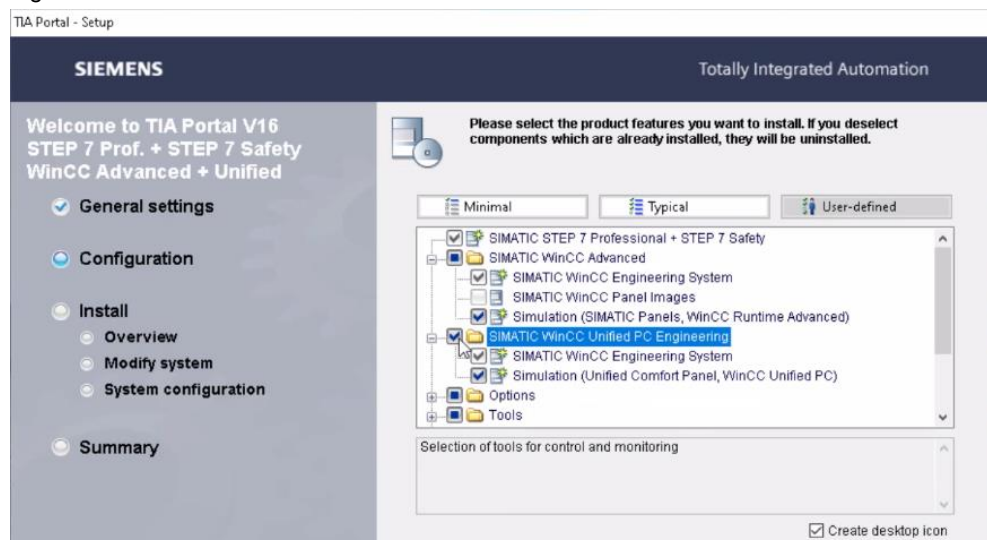 TIA Portal - Setup
SIEMENS
Totally Integrated Automation
Welcome to TIA Portal V16
STEP 7 Prof. + STEP 7 Safety
WinCC Advanced + Unified
General settings
Configuration
Install
Overview
Modify system
System configuration
Summary
Please select the product features you want to install. If you deselect
components which are already installed, they will be uninstalled.
Minimal
Typical
User-defined
SIMATIC STEP 7 Professional + STEP 7 Safety
SIMATIC WinCC Advanced
SIMATIC WinCC Engineering System
SIMATIC WinCC Panel Images
Simulation (SIMATIC Panels, WinCC Runtime Advanced)
SIMATIC WinCC Unified PC Engineering
SIMATIC WinCC Engineering System
Simulation (Unified Comfort Panel, WinCC Unified PC)
Options
Tools
Selection of tools for control and monitoring
Create desktop icon